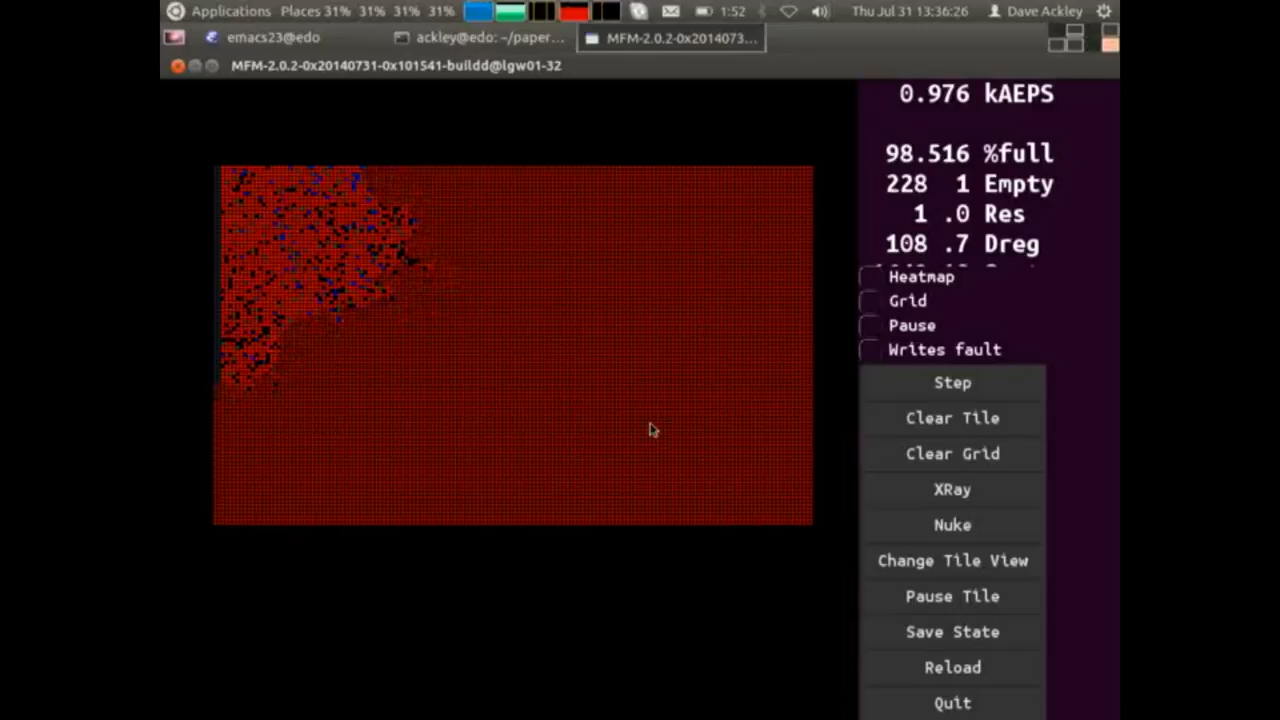 Applications Places 31% 31% 31% 31% 1:52 Thu Jul 31 13:36:26 Dave Ackley
emacs23@edo ackley@edo: ~/paper... MFM-2.0.2-0x2014073...
MFM-2.0.2-0x20140731-0x101541-buildd@lgw01-32
0.976 kAEPS
98.516 %full
228 1 Empty
1 .0 Res
108 .7 Dreg
Heatmap
Grid
Pause
Writes fault
Step
Clear Tile
Clear Grid
XRay
Nuke
Change Tile View
Pause Tile
Save State
Reload
Quit